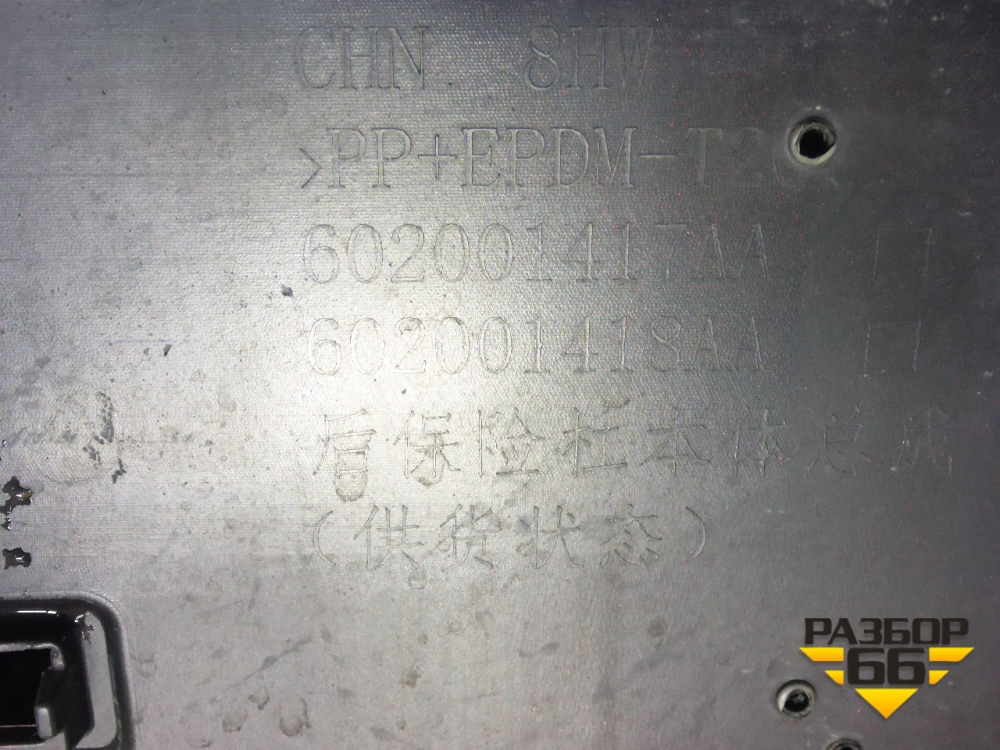 CHN. 8HW
>PP+EPDM-T20
602001417AA □
602001418AA □
后保险杠本体总成
(供货状态)
РАЗБОР
66